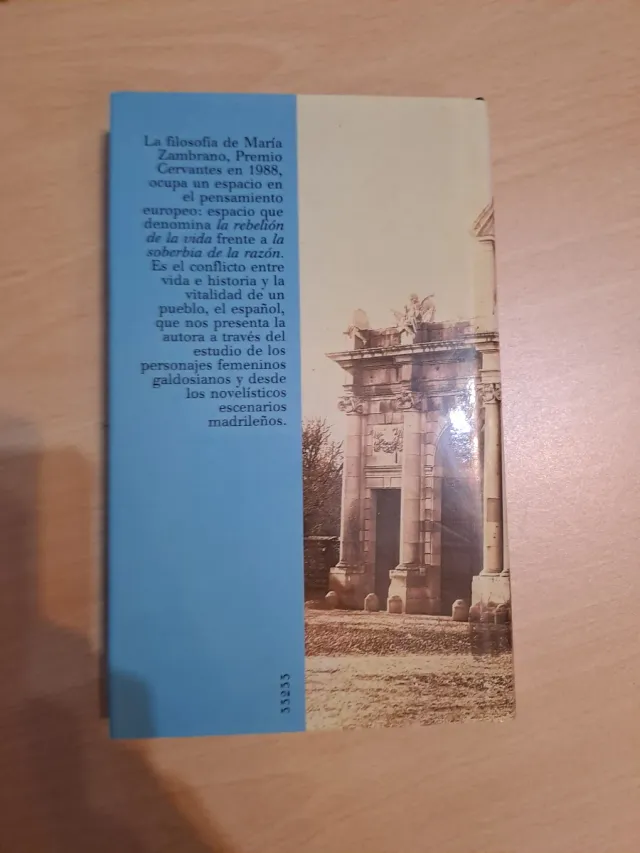 La filosofía de María
Zambrano, Premio
Cervantes en 1988,
ocupa un espacio en
el pensamiento
europeo: espacio que
denomina la rebelión
de la vida frente a la
soberbia de la razón.
Es el conflicto entre
vida e historia y la
vitalidad de un
pueblo, el español,
que nos presenta la
autora a través del
estudio de los
personajes femeninos
galdosianos y desde
los novelísticos
escenarios
madrileños.
33233